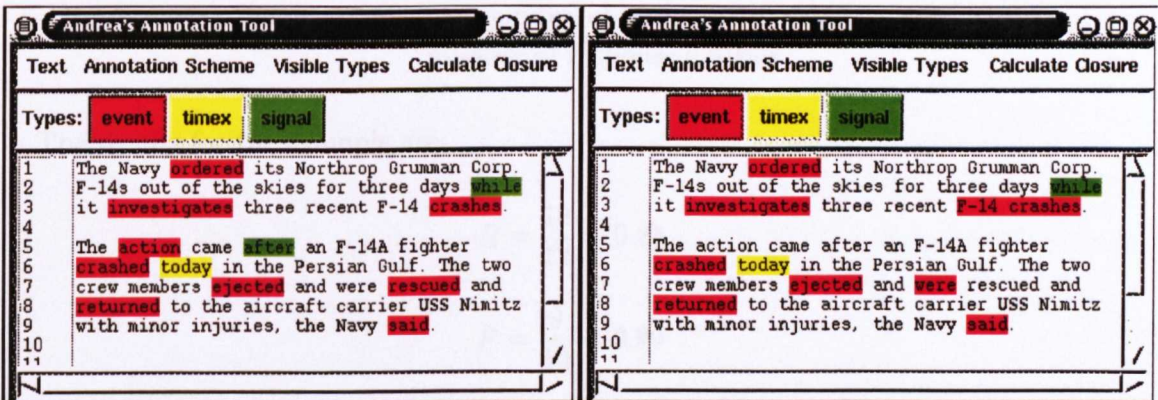 Andrea's Annotation Tool
Text Annotation Scheme Visible Types Calculate Closure
Types: event timex signal
1 The Navy ordered its Northrop Grumman Corp.
2 F-14s out of the skies for three days while
3 it investigates three recent F-14 crashes.
4
5 The action came after an F-14A fighter
6 crashed today in the Persian Gulf. The two
7 crew members ejected and were rescued and
8 returned to the aircraft carrier USS Nimitz
9 with minor injuries, the Navy said.
10
11
Andrea's Annotation Tool
Text Annotation Scheme Visible Types Calculate Closure
Types: event timex signal
1 The Navy ordered its Northrop Grumman Corp.
2 F-14s out of the skies for three days while
3 it investigates three recent F-14 crashes.
4
5 The action came after an F-14A fighter
6 crashed today in the Persian Gulf. The two
7 crew members ejected and were rescued and
8 returned to the aircraft carrier USS Nimitz
9 with minor injuries, the Navy said.
10
11